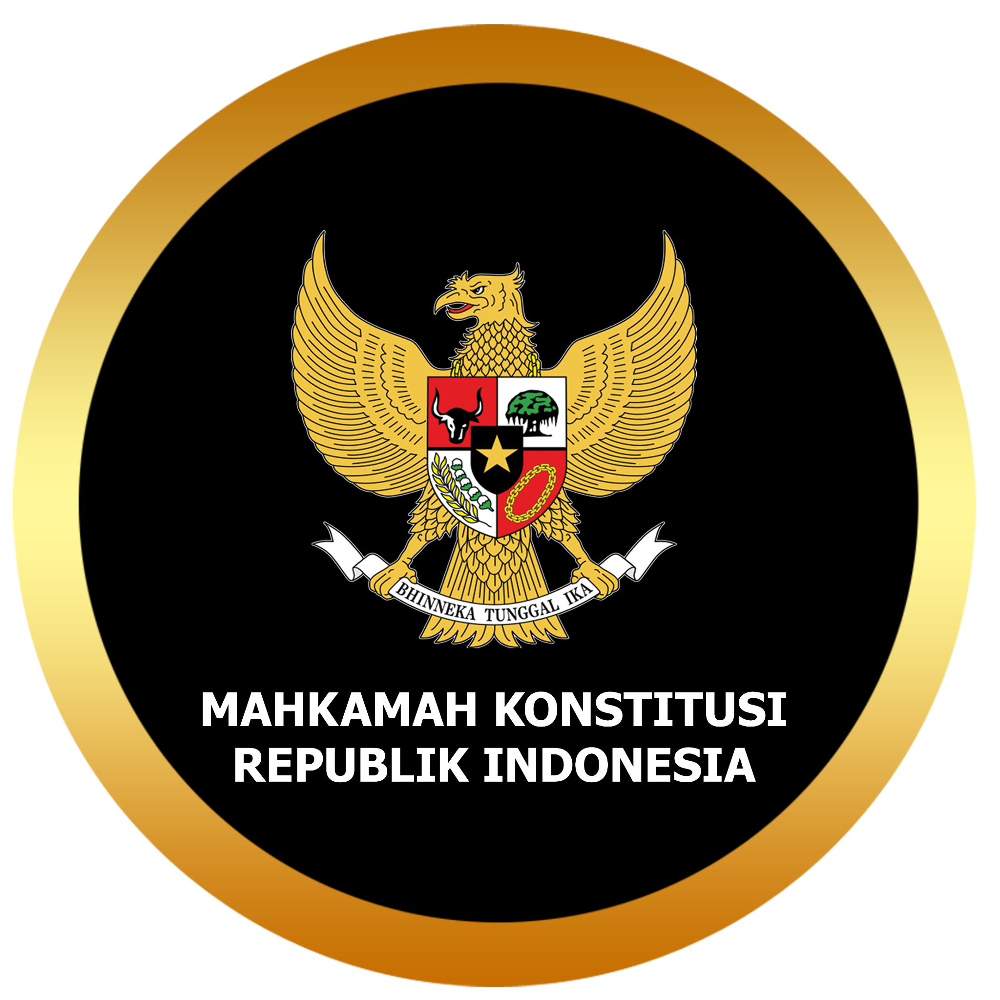 BHINNEKA TUNGGAL IKA
MAHKAMAH KONSTITUSI
REPUBLIK INDONESIA